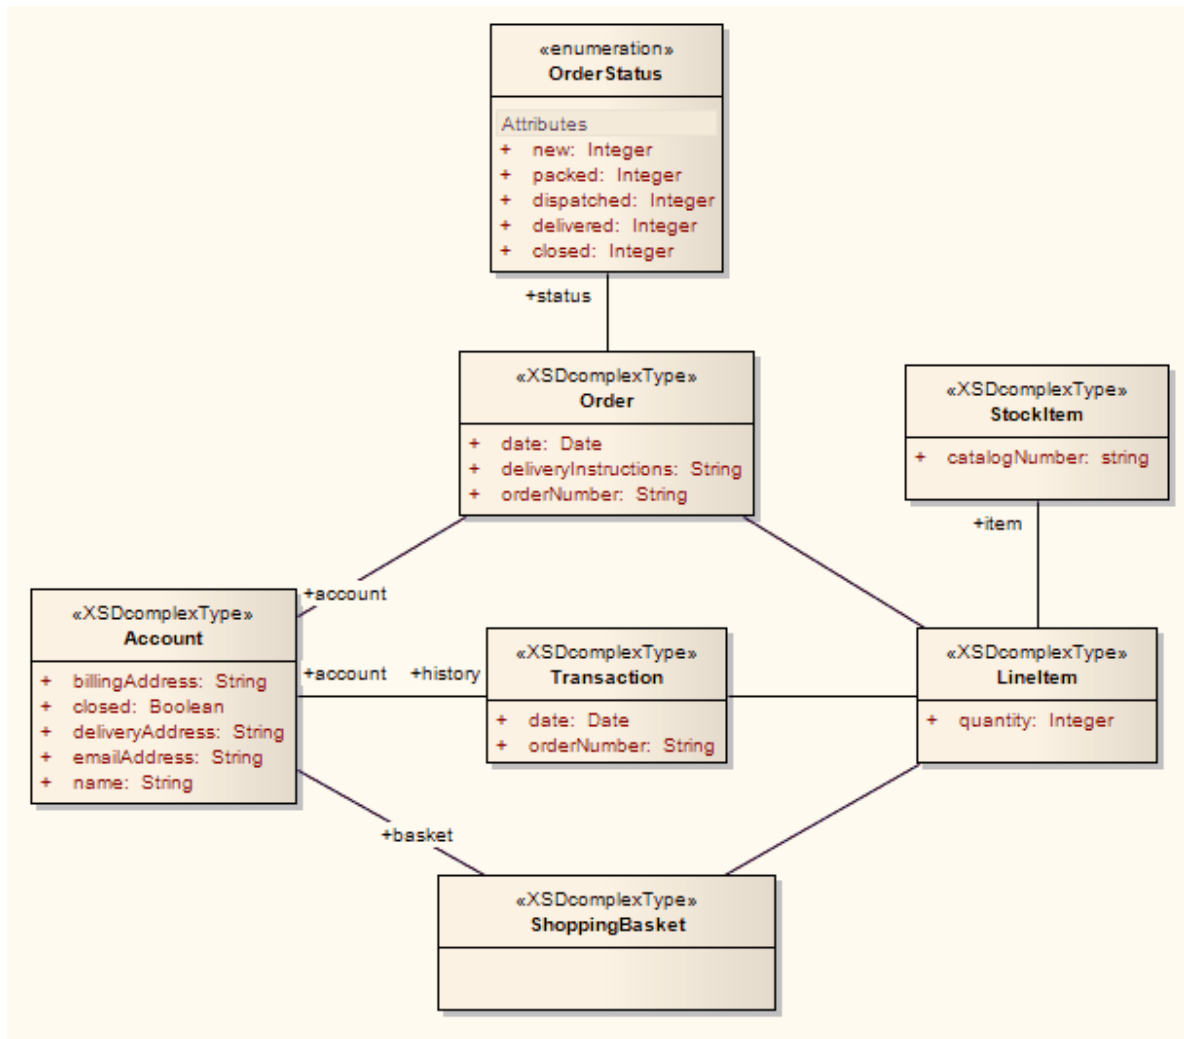 «enumeration»
OrderStatus
Attributes
+ new: Integer
+ packed: Integer
+ dispatched: Integer
+ delivered: Integer
+ closed: Integer
+status
«XSDcomplexType»
Order
+ date: Date
+ deliveryInstructions: String
+ orderNumber: String
«XSDcomplexType»
StockItem
+ catalogNumber: string
+item
+account
«XSDcomplexType»
Account
+ billingAddress: String
+ closed: Boolean
+ deliveryAddress: String
+ emailAddress: String
+ name: String
+account
+history
«XSDcomplexType»
Transaction
+ date: Date
+ orderNumber: String
«XSDcomplexType»
LineItem
+ quantity: Integer
+basket
«XSDcomplexType»
ShoppingBasket